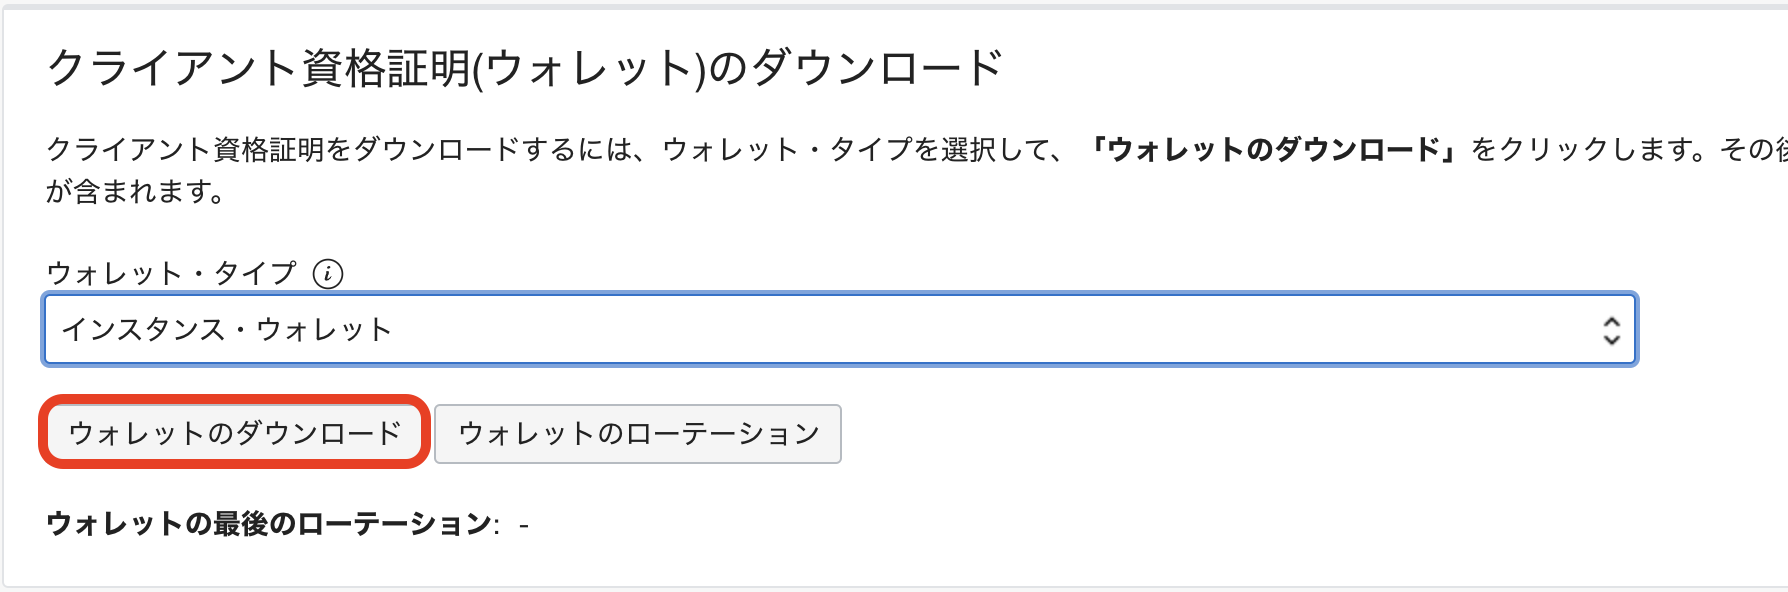 クライアント資格証明(ウォレット)のダウンロード
クライアント資格証明をダウンロードするには、ウォレット・タイプを選択して、「ウォレットのダウンロード」をクリックします。その後
が含まれます。
ウォレット・タイプ
インスタンス・ウォレット
ウォレットのダウンロード ウォレットのローテーション
ウォレットの最後のローテーション: -